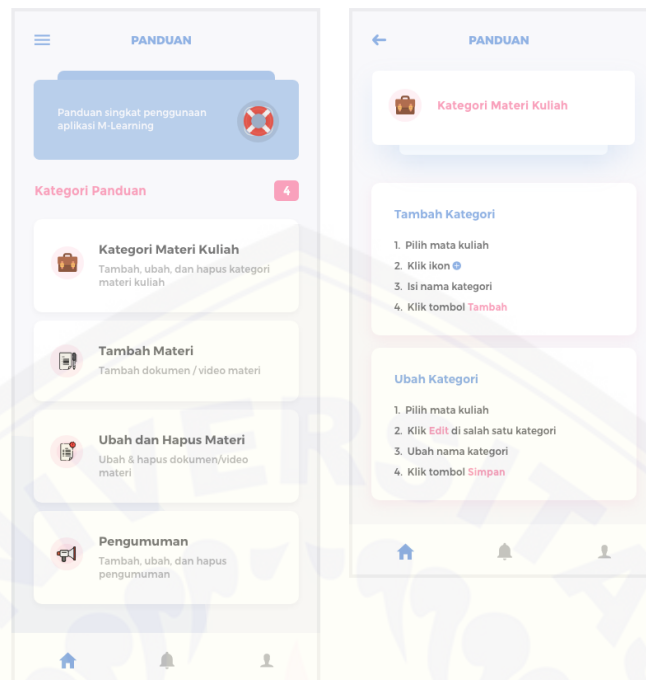 PANDUAN
Panduan singkat penggunaan
aplikasi M-Learning
Kategori Panduan
4
Kategori Materi Kuliah
Tambah, ubah, dan hapus kategori
materi kuliah
Tambah Materi
Tambah dokumen / video materi
Ubah dan Hapus Materi
Ubah & hapus dokumen/video
materi
Pengumuman
Tambah, ubah, dan hapus
pengumuman
PANDUAN
Kategori Materi Kuliah
Tambah Kategori
1. Pilih mata kuliah
2. Klik ikon
3. Isi nama kategori
4. Klik tombol Tambah
Ubah Kategori
1. Pilih mata kuliah
2. Klik Edit di salah satu kategori
3. Ubah nama kategori
4. Klik tombol Simpan